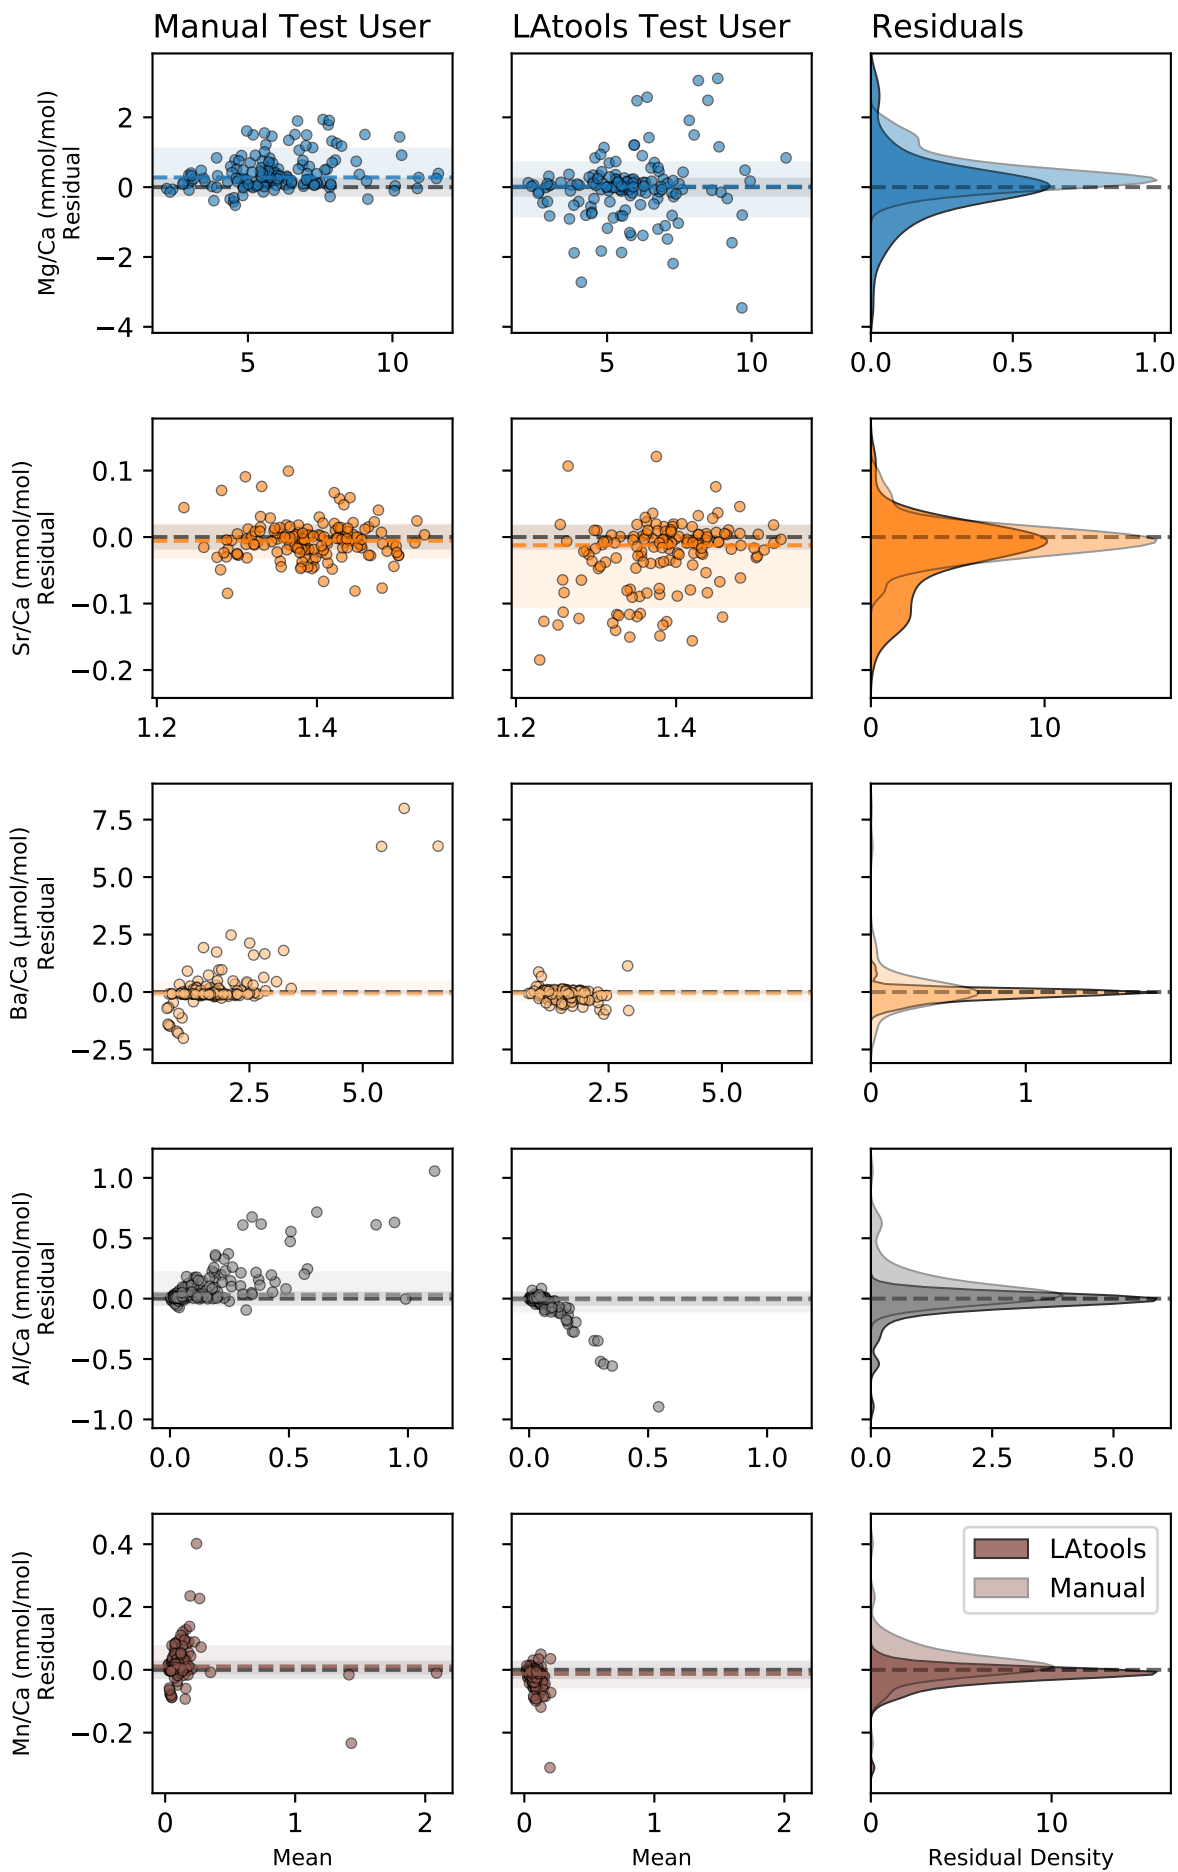 Manual Test User LAtools Test User Residuals
Mg/Ca (mmol/mol)
Residual
2
0
−2
−4
5 10 5 10 0.0 0.5 1.0
Sr/Ca (mmol/mol)
Residual
0.1
0.0
−0.1
−0.2
1.2 1.4 1.2 1.4 0 10
Ba/Ca (μmol/mol)
Residual
7.5
5.0
2.5
0.0
−2.5
2.5 5.0 2.5 5.0 0 1
Al/Ca (mmol/mol)
Residual
1.0
0.5
0.0
−0.5
−1.0
0.0 0.5 1.0 0.0 0.5 1.0 0.0 2.5 5.0
Mn/Ca (mmol/mol)
Residual
0.4
0.2
0.0
−0.2
LAtools
Manual
0 1 2 0 1 2 0 10
Mean Mean Residual Density